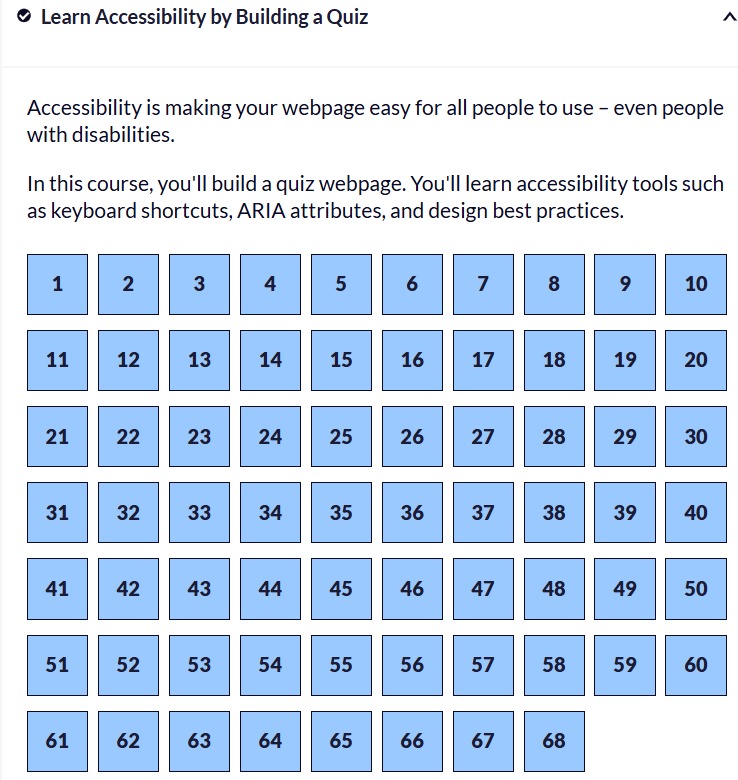 Learn Accessibility by Building a Quiz
Accessibility is making your webpage easy for all people to use – even people
with disabilities.
In this course, you'll build a quiz webpage. You'll learn accessibility tools such
as keyboard shortcuts, ARIA attributes, and design best practices.
1 2 3 4 5 6 7 8 9 10
11 12 13 14 15 16 17 18 19 20
21 22 23 24 25 26 27 28 29 30
31 32 33 34 35 36 37 38 39 40
41 42 43 44 45 46 47 48 49 50
51 52 53 54 55 56 57 58 59 60
61 62 63 64 65 66 67 68